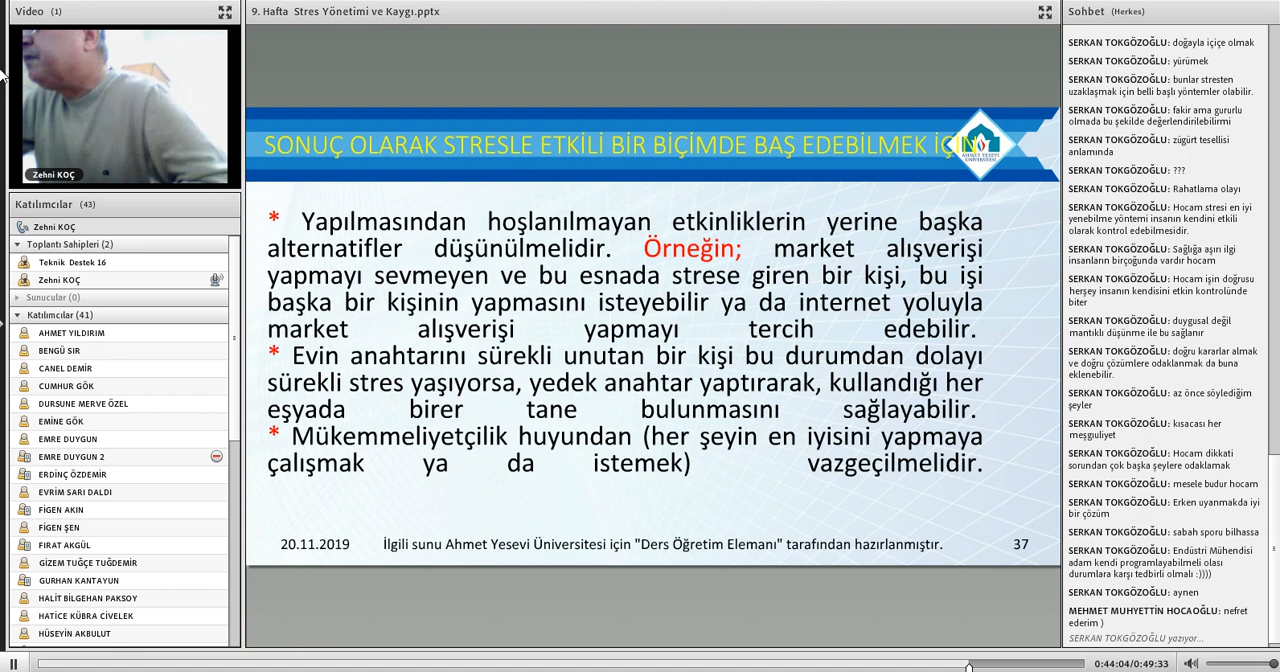 Video (1)
Zehni KOÇ
Katılımcılar (43)
Zehni KOÇ
Toplantı Sahipleri (2)
Teknik Destek 16
Zehni KOÇ
Sunucular (0)
Katılımcılar (41)
AHMET YILDIRIM
BENGÜ SIR
CANEL DEMİR
CUMHUR GÖK
DURSUNE MERVE ÖZEL
EMİNE GÖK
EMRE DUYGUN
EMRE DUYGUN 2
ERDİNÇ ÖZDEMİR
EVRİM SARI DALDI
FİGEN AKIN
FİGEN ŞEN
FIRAT AKGÜL
GİZEM TUĞÇE TUĞDEMİR
GURHAN KANTAYUN
HALİT BİLGEHAN PAKSOY
HATİCE KÜBRA CİVELEK
HÜSEYİN AKBULUT
9. Hafta Stres Yönetimi ve Kaygı.pptx
SONUÇ OLARAK STRESLE ETKİLİ BİR BİÇİMDE BAŞ EDEBİLMEK İÇİN
AHMET YESEVİ
ÜNİVERSİTESİ
* Yapılmasından hoşlanılmayan etkinliklerin yerine başka
alternatifler düşünülmelidir. Örneğin; market alışverişi
yapmayı sevmeyen ve bu esnada strese giren bir kişi, bu işi
başka bir kişinin yapmasını isteyebilir ya da internet yoluyla
market alışverişi yapmayı tercih edebilir.
* Evin anahtarını sürekli unutan bir kişi bu durumdan dolayı
sürekli stres yaşıyorsa, yedek anahtar yaptırarak, kullandığı her
eşyada birer tane bulunmasını sağlayabilir.
* Mükemmeliyetçilik huyundan (her şeyin en iyisini yapmaya
çalışmak ya da istemek) vazgeçilmelidir.
20.11.2019 İlgili sunu Ahmet Yesevi Üniversitesi için "Ders Öğretim Elemanı" tarafından hazırlanmıştır. 37
Sohbet (Herkes)
SERKAN TOKGÖZOĞLU: doğayla içiçe olmak
SERKAN TOKGÖZOĞLU: yürümek
SERKAN TOKGÖZOĞLU: bunlar stresten
uzaklaşmak için belli başlı yöntemler olabilir.
SERKAN TOKGÖZOĞLU: fakir ama gururlu
olmada bu şekilde değerlendirilebilirmi
SERKAN TOKGÖZOĞLU: zügürt tesellisi
anlamında
SERKAN TOKGÖZOĞLU: ???
SERKAN TOKGÖZOĞLU: Rahatlama olayı
SERKAN TOKGÖZOĞLU: Hocam stresi en iyi
yenebilme yöntemi insanın kendini etkili
olarak kontrol edebilmesidir.
SERKAN TOKGÖZOĞLU: Sağlığa aşırı ilgi
insanların birçoğunda vardır hocam
SERKAN TOKGÖZOĞLU: Hocam işin doğrusu
herşey insanın kendisini etkin kontrolünde
biter
SERKAN TOKGÖZOĞLU: duygusal değil
mantıklı düşünme ile bu sağlanır
SERKAN TOKGÖZOĞLU: doğru kararlar almak
ve doğru çözümlere odaklanmak da buna
eklenebilir.
SERKAN TOKGÖZOĞLU: az önce söylediğim
şeyler
SERKAN TOKGÖZOĞLU: kısacası her
meşguliyet
SERKAN TOKGÖZOĞLU: Hocam dikkati
sorundan çok başka şeylere odaklamak
SERKAN TOKGÖZOĞLU: mesele budur hocam
SERKAN TOKGÖZOĞLU: Erken uyanmakda iyi
bir çözüm
SERKAN TOKGÖZOĞLU: sabah sporu bilhassa
SERKAN TOKGÖZOĞLU: Endüstri Mühendisi
adam kendi programlayabilmeli olası
durumlara karşı tedbirli olmalı :))))
SERKAN TOKGÖZOĞLU: aynen
MEHMET MUHYETTİN HOCAOĞLU: nefret
ederim )
SERKAN TOKGÖZOĞLU yazıyor...
0:44:04/0:49:33